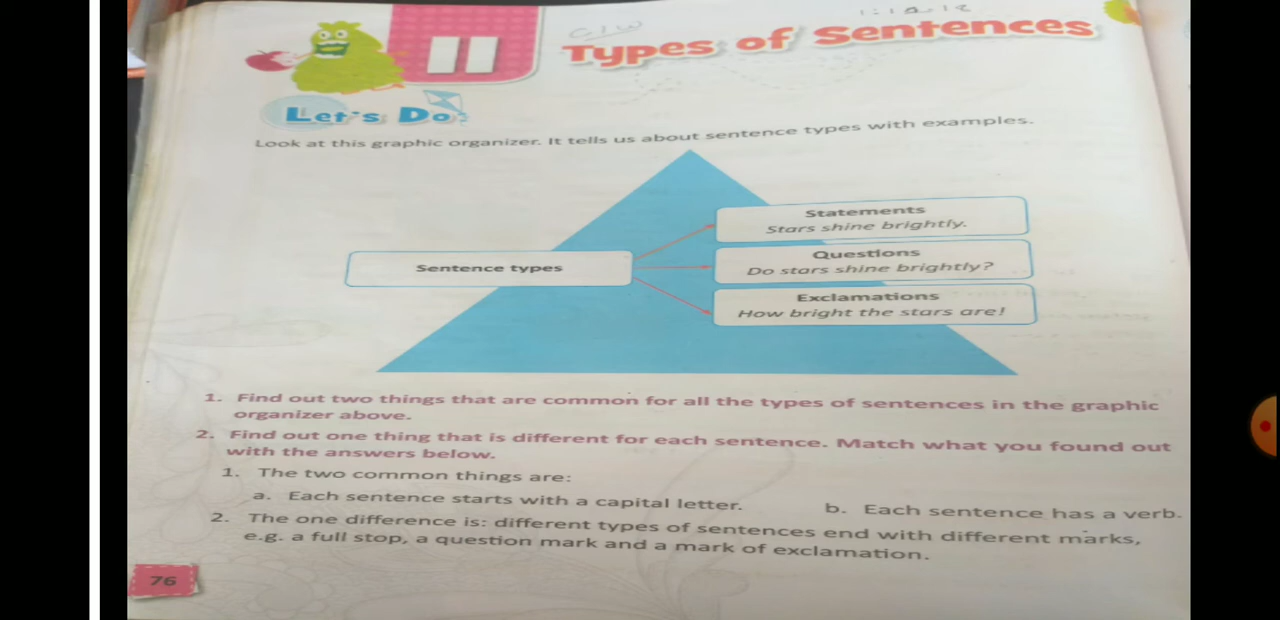 C/W
11
Types of Sentences
Let's Do
Look at this graphic organizer. It tells us about sentence types with examples.
Statements
Stars shine brightly.
Sentence types
Questions
Do stars shine brightly?
Exclamations
How bright the stars are!
1. Find out two things that are common for all the types of sentences in the graphic
organizer above.
2. Find out one thing that is different for each sentence. Match what you found out
with the answers below.
1. The two common things are:
a. Each sentence starts with a capital letter. b. Each sentence has a verb.
2. The one difference is: different types of sentences end with different marks,
e.g. a full stop, a question mark and a mark of exclamation.
76